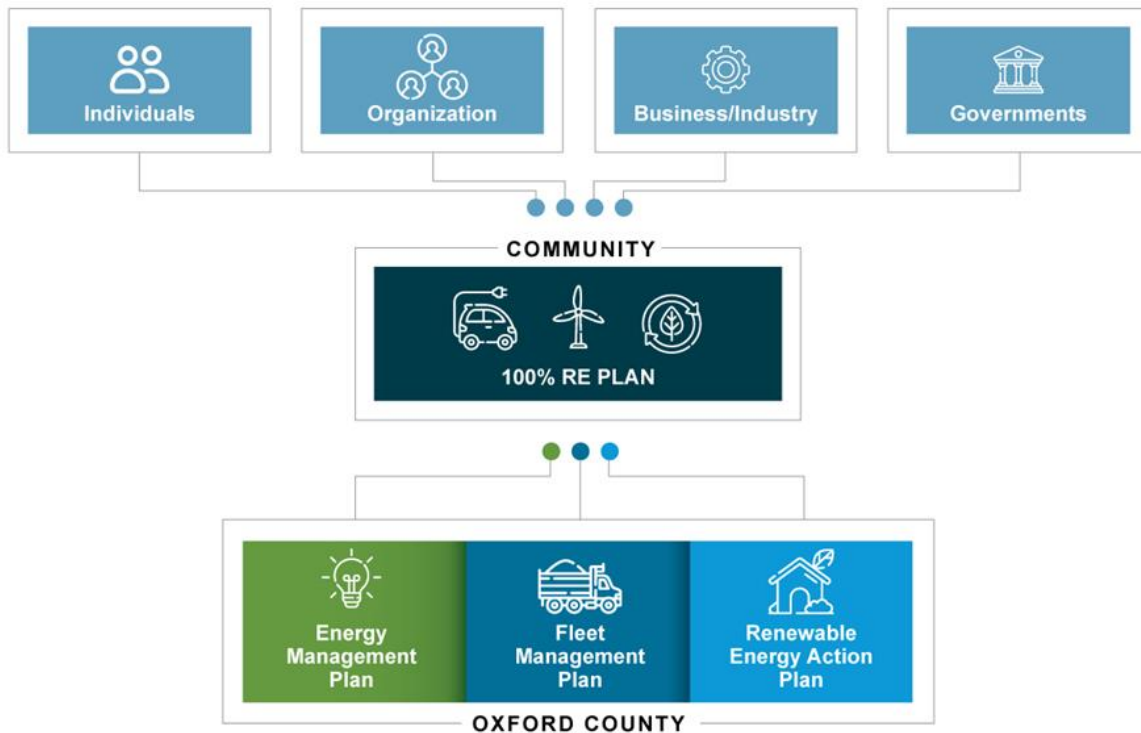 Individuals
Organization
Business/Industry
Governments
COMMUNITY
100% RE PLAN
Energy
Management
Plan
Fleet
Management
Plan
Renewable
Energy Action
Plan
OXFORD COUNTY